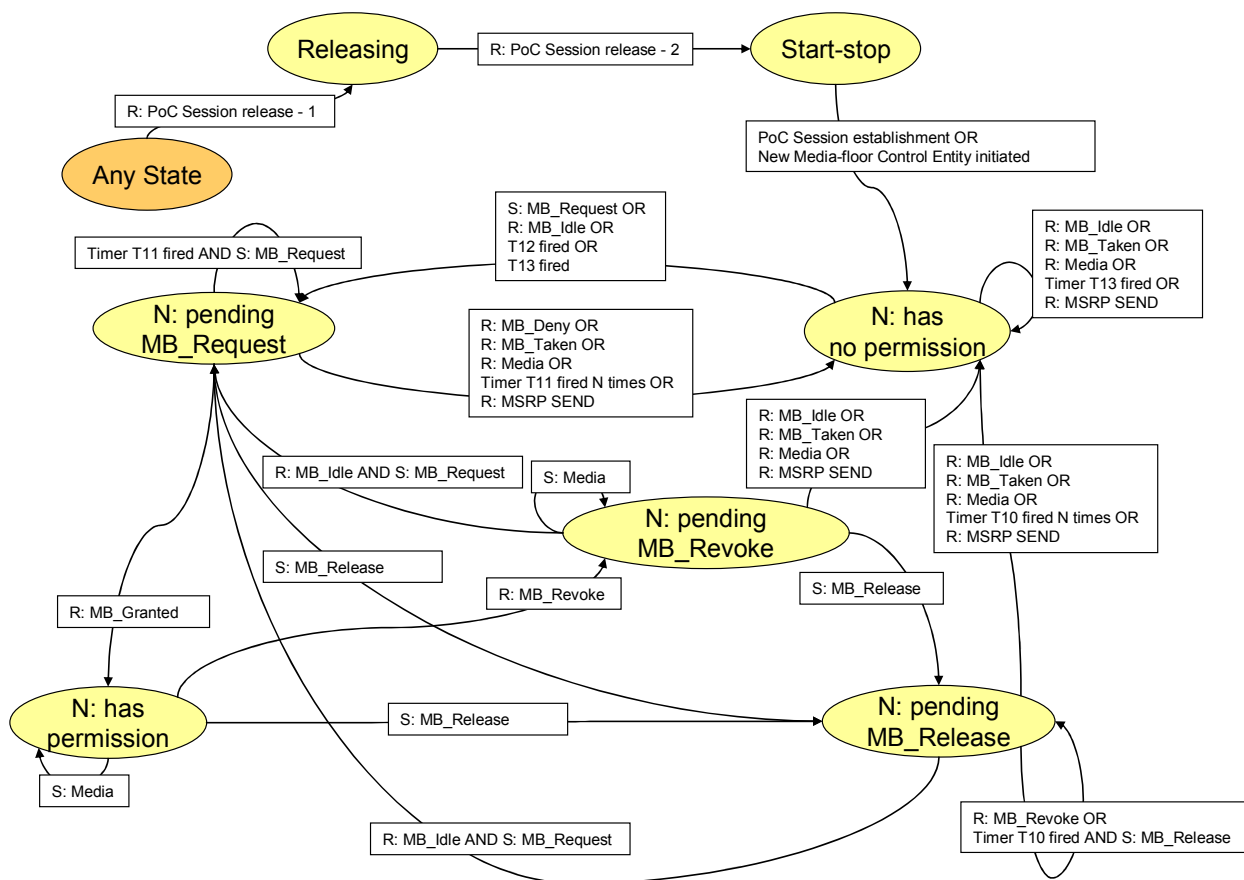 Releasing
R: PoC Session release - 2
Start-stop
R: PoC Session release - 1
Any State
PoC Session establishment OR
New Media-floor Control Entity initiated
S: MB_Request OR
R: MB_Idle OR
T12 fired OR
T13 fired
R: MB_Idle OR
R: MB_Taken OR
R: Media OR
Timer T13 fired OR
R: MSRP SEND
Timer T11 fired AND S: MB_Request
N: pending
MB_Request
N: has
no permission
R: MB_Deny OR
R: MB_Taken OR
R: Media OR
Timer T11 fired N times OR
R: MSRP SEND
R: MB_Idle OR
R: MB_Taken OR
R: Media OR
R: MSRP SEND
R: MB_Idle OR
R: MB_Taken OR
R: Media OR
Timer T10 fired N times OR
R: MSRP SEND
R: MB_Idle AND S: MB_Request
S: Media
N: pending
MB_Revoke
S: MB_Release
R: MB_Revoke
S: MB_Release
R: MB_Granted
N: has
permission
S: MB_Release
N: pending
MB_Release
S: Media
R: MB_Idle AND S: MB_Request
R: MB_Revoke OR
Timer T10 fired AND S: MB_Release